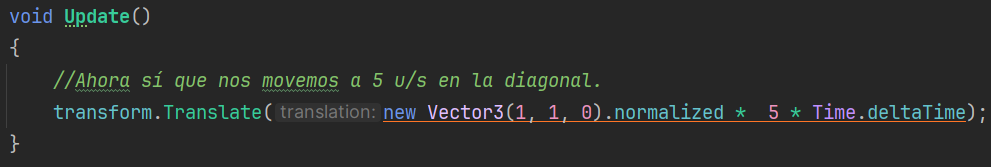 void Update()
{
//Ahora sí que nos movemos a 5 u/s en la diagonal.
transform.Translate(translation: new Vector3(1, 1, 0).normalized *  5 * Time.deltaTime);
}